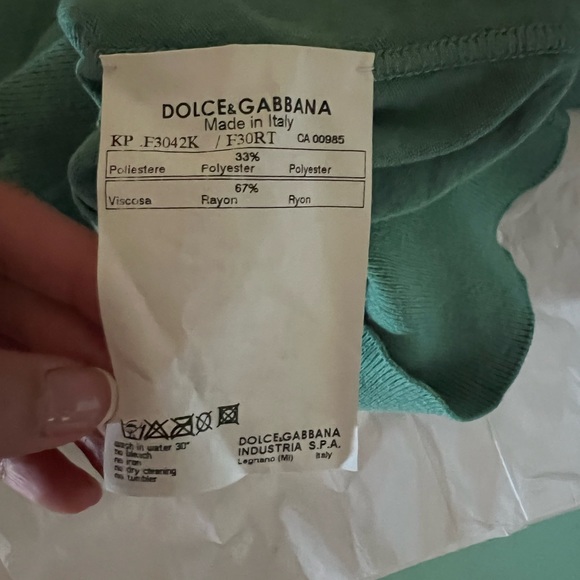 DOLCE&GABBANA
Made in Italy
KP .F3042K / F30RT CA 00985
33%
Poliestere Polyester Polyester
67%
Viscosa Rayon Ryon
wash in water 30°
no bleach
no iron
no dry cleaning
no tumbler
DOLCE&GABBANA
INDUSTRIA S.P.A.
Legnano (MI) Italy